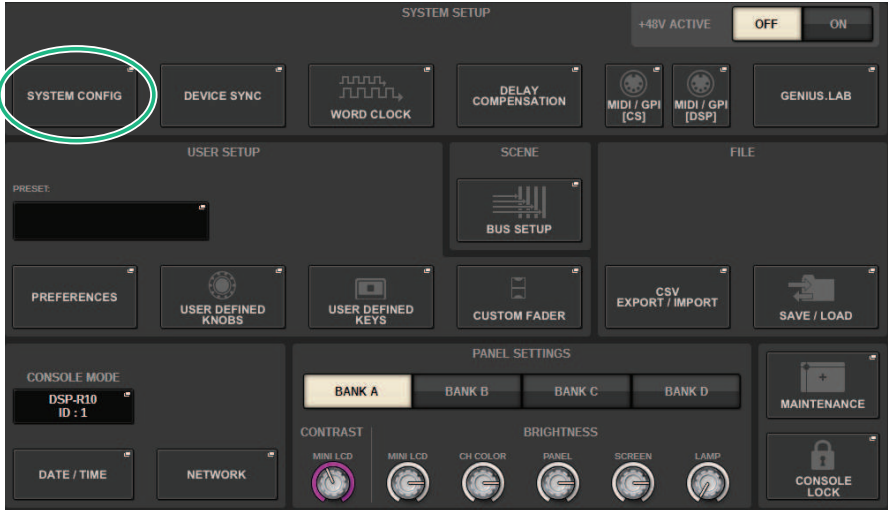 SYSTEM SETUP
+48V ACTIVE
OFF
ON
SYSTEM CONFIG
DEVICE SYNC
WORD CLOCK
DELAY
COMPENSATION
MIDI / GPI
[CS]
MIDI / GPI
[DSP]
GENIUS.LAB
USER SETUP
SCENE
FILE
PRESET:
BUS SETUP
PREFERENCES
USER DEFINED
KNOBS
USER DEFINED
KEYS
CUSTOM FADER
CSV
EXPORT / IMPORT
SAVE / LOAD
CONSOLE MODE
DSP-R10
ID : 1
PANEL SETTINGS
BANK A
BANK B
BANK C
BANK D
MAINTENANCE
CONTRAST
BRIGHTNESS
MINI LCD
MINI LCD
CH COLOR
PANEL
SCREEN
LAMP
DATE / TIME
NETWORK
CONSOLE
LOCK